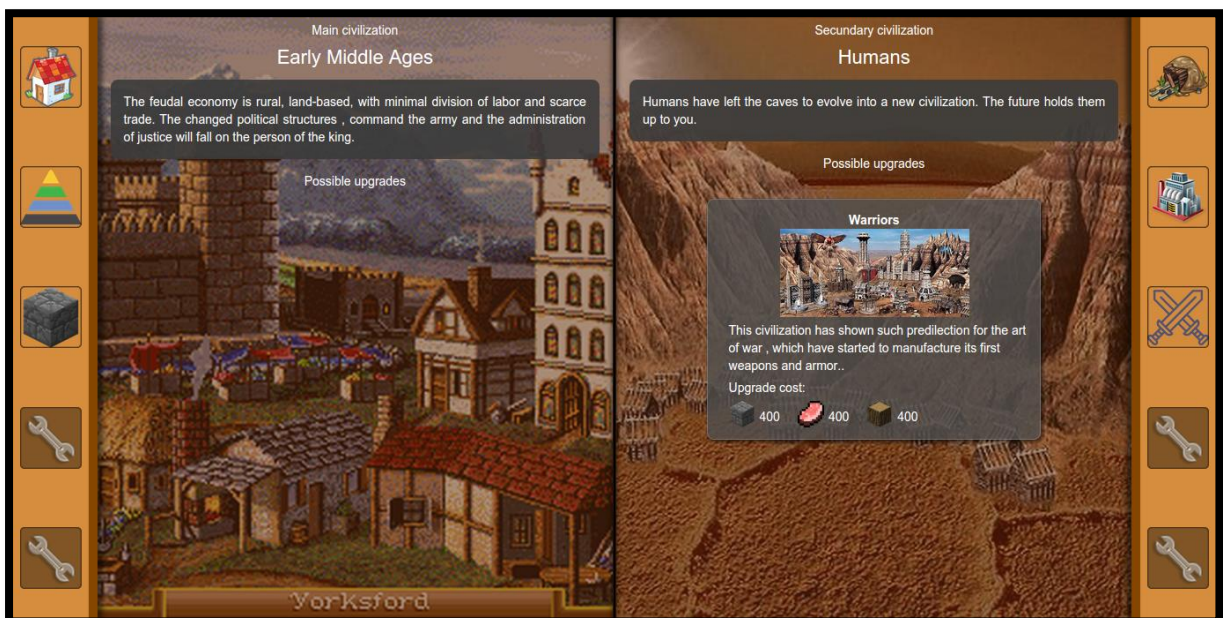 Main civilization
Early Middle Ages
The feudal economy is rural, land-based, with minimal division of labor and scarce
trade. The changed political structures , command the army and the administration
of justice will fall on the person of the king.
Possible upgrades
Yorksford
Secundary civilization
Humans
Humans have left the caves to evolve into a new civilization. The future holds them
up to you.
Possible upgrades
Warriors
This civilization has shown such predilection for the art
of war , which have started to manufacture its first
weapons and armor..
Upgrade cost:
400 400 400